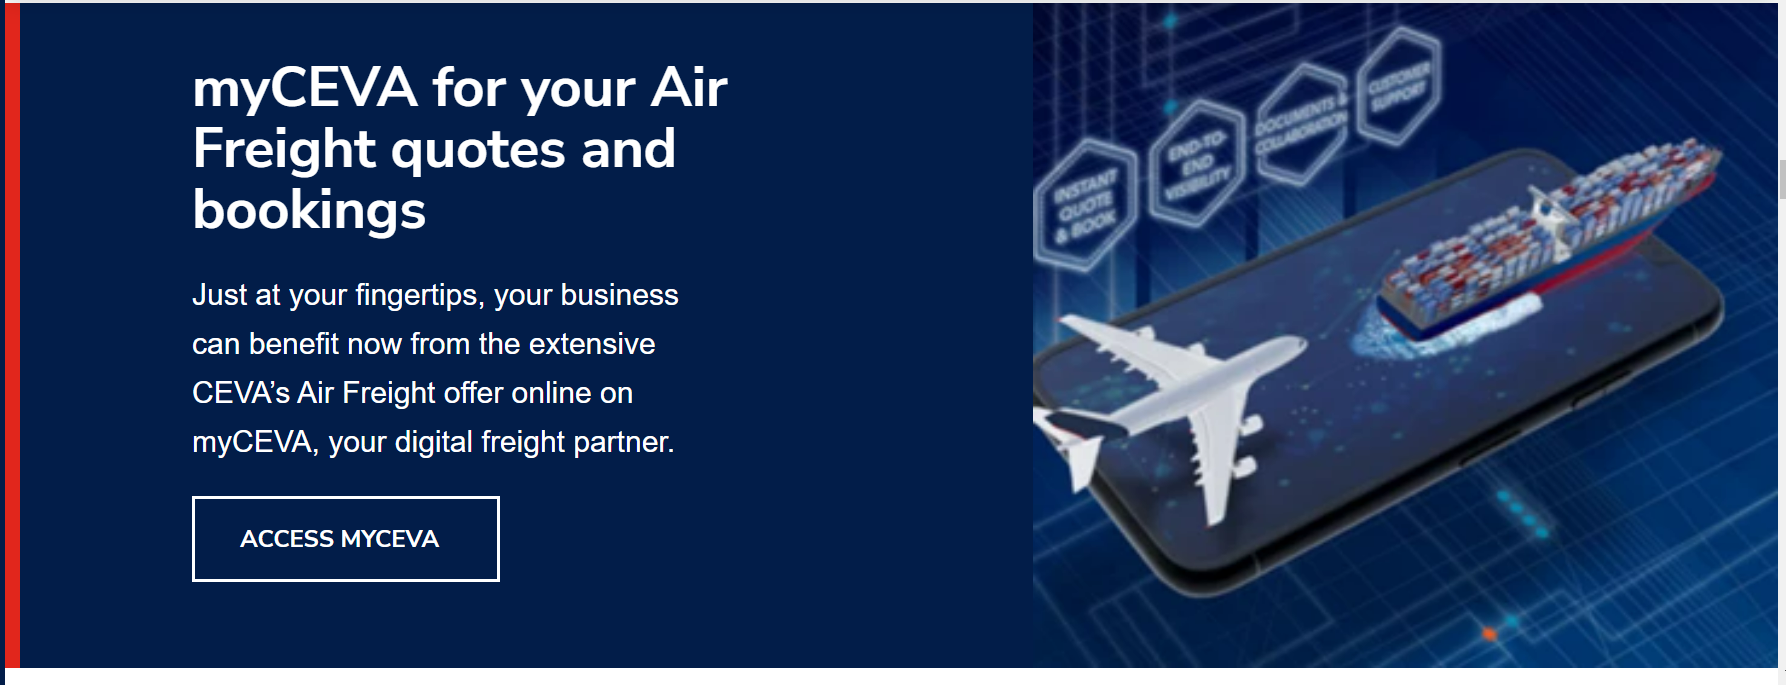 myCEVA for your Air
Freight quotes and
bookings
Just at your fingertips, your business
can benefit now from the extensive
CEVA’s Air Freight offer online on
myCEVA, your digital freight partner.
ACCESS MYCEVA
INSTANT
QUOTE
& BOOK
END-TO-
END
VISIBILITY
DOCUMENTS &
COLLABORATION
CUSTOMER
SUPPORT